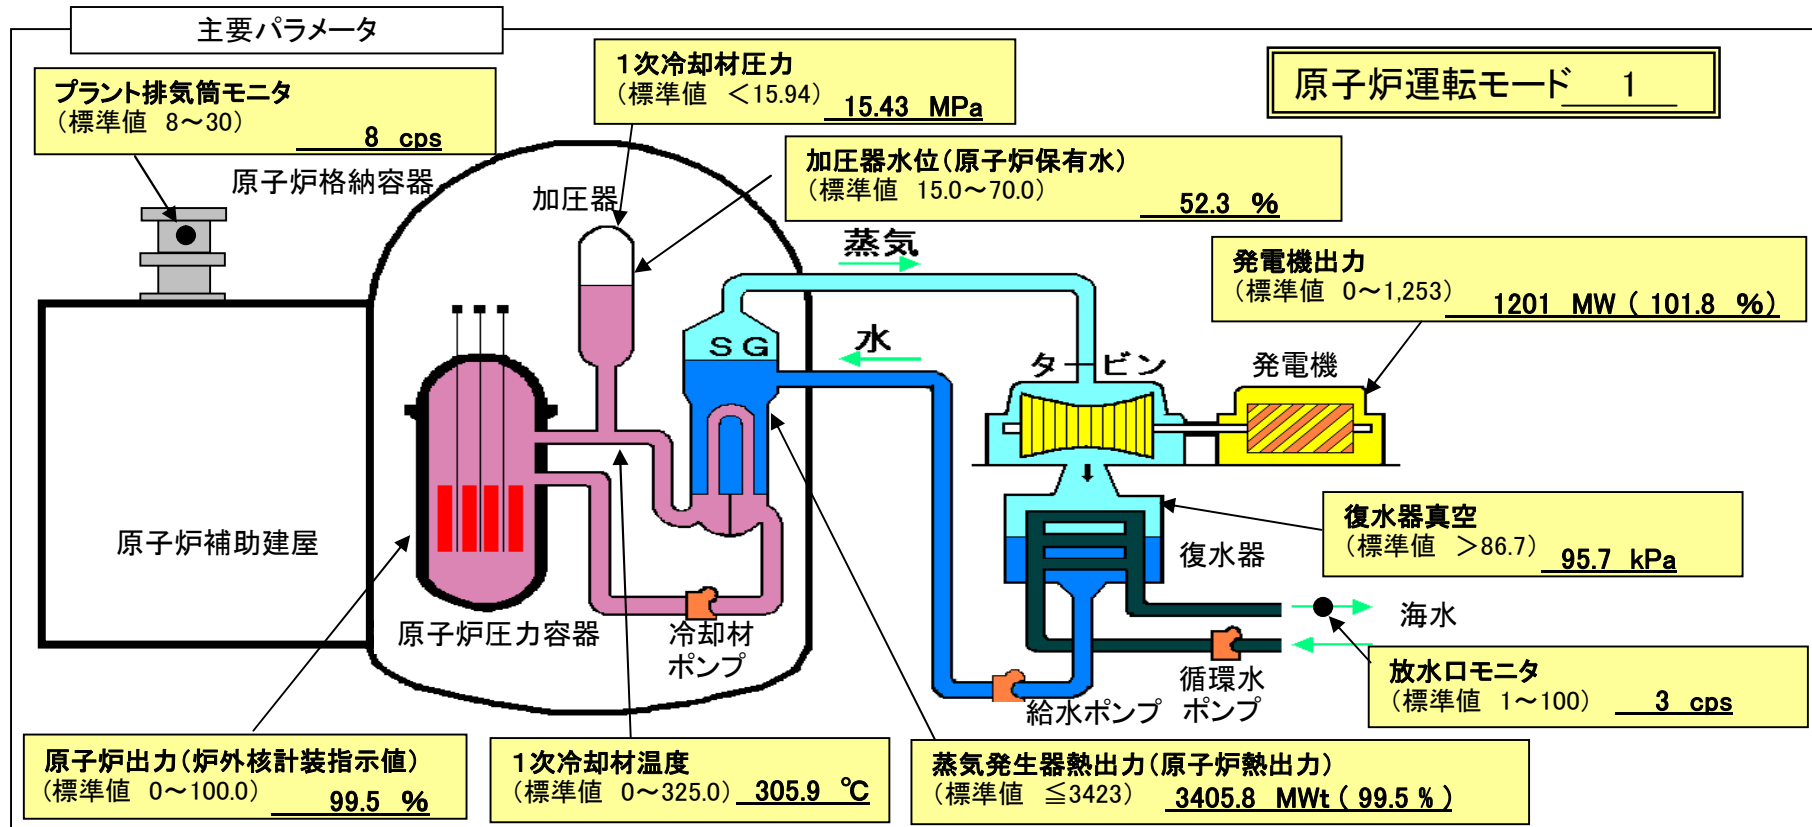 主要パラメータ
プラント排気筒モニタ
(標準値 8~30)
8 cps
1次冷却材圧力
(標準値 <15.94)
15.43 MPa
原子炉運転モード 1
加圧器水位(原子炉保有水)
(標準値 15.0~70.0)
52.3 %
原子炉格納容器
加圧器
蒸気
発電機出力
(標準値 0~1,253)
1201 MW ( 101.8 %)
SG
水
タービン
発電機
原子炉補助建屋
復水器真空
(標準値 >86.7)
95.7 kPa
復水器
海水
原子炉圧力容器
冷却材
ポンプ
給水ポンプ
循環水
ポンプ
放水口モニタ
(標準値 1~100)
3 cps
原子炉出力(炉外核計装指示値)
(標準値 0~100.0)
99.5 %
1次冷却材温度
(標準値 0~325.0)
305.9 ℃
蒸気発生器熱出力(原子炉熱出力)
(標準値 ≦3423)
3405.8 MWt ( 99.5 % )